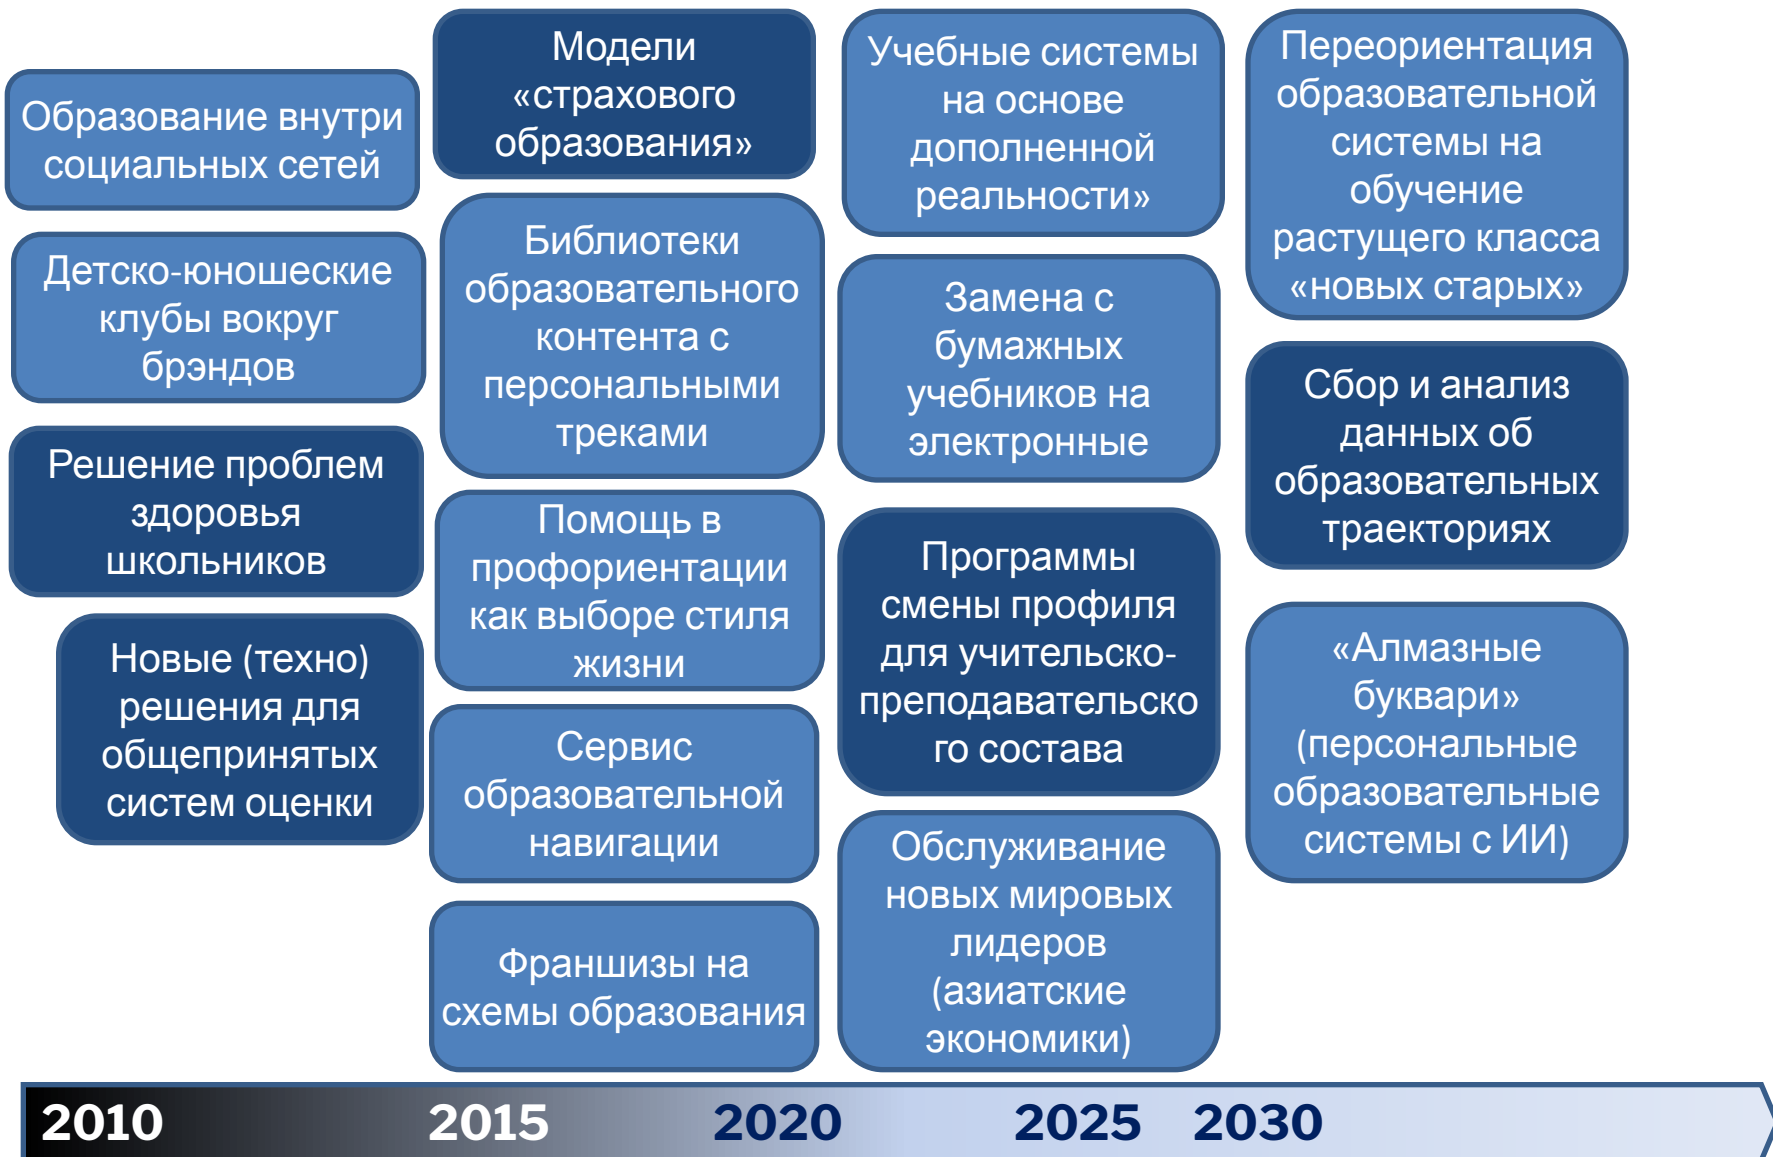 Образование внутри
социальных сетей
Детско-юношеские
клубы вокруг
брэндов
Решение проблем
здоровья
школьников
Новые (техно)
решения для
общепринятых
систем оценки
Модели
«страхового
образования»
Библиотеки
образовательного
контента с
персональными
треками
Помощь в
профориентации
как выборе стиля
жизни
Сервис
образовательной
навигации
Франшизы на
схемы образования
Учебные системы
на основе
дополненной
реальности»
Замена с
бумажных
учебников на
электронные
Программы
смены профиля
для учительско-
преподавательско
го состава
Обслуживание
новых мировых
лидеров
(азиатские
экономики)
Переориентация
образовательной
системы на
обучение
растущего класса
«новых старых»
Сбор и анализ
данных об
образовательных
траекториях
«Алмазные
буквари»
(персональные
образовательные
системы с ИИ)
2010 2015 2020 2025 2030